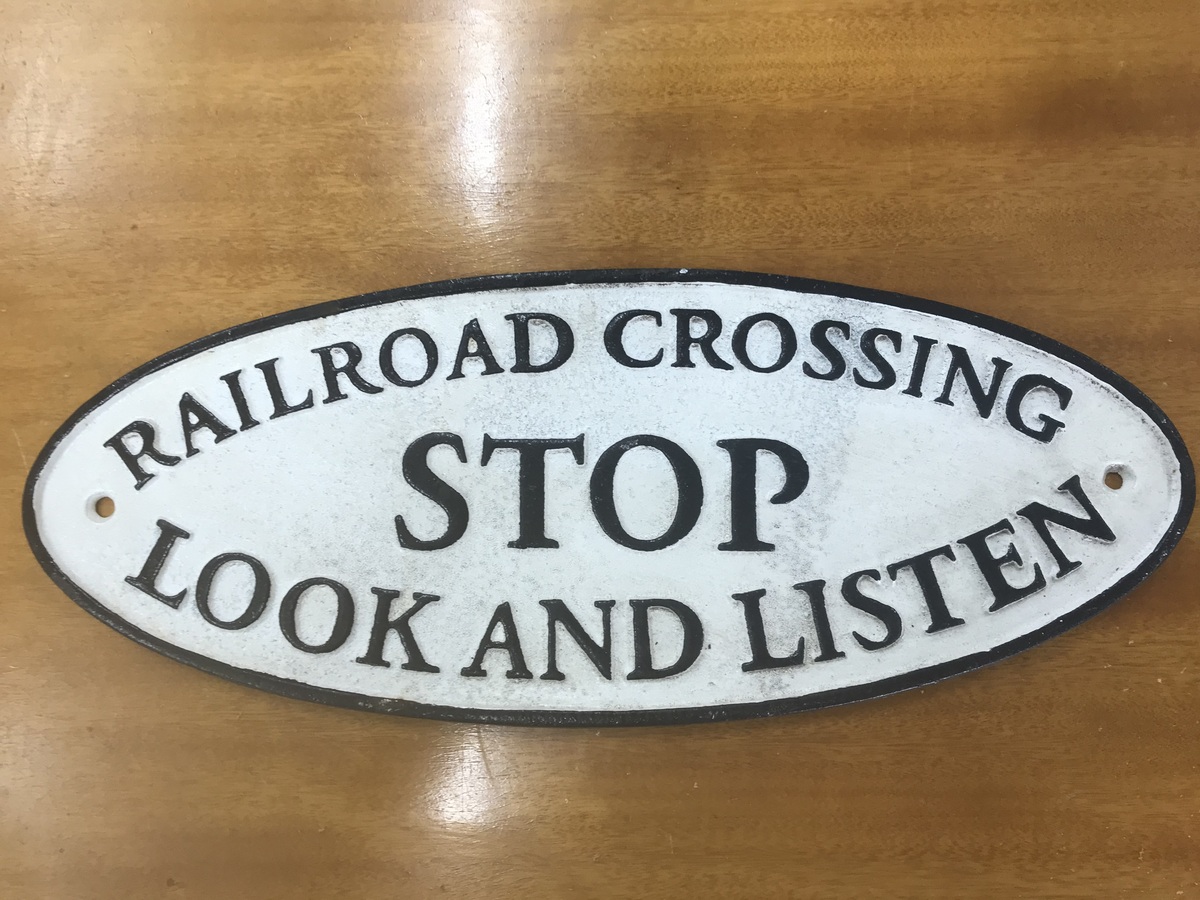 RAILROAD CROSSING
STOP
LOOK AND LISTEN